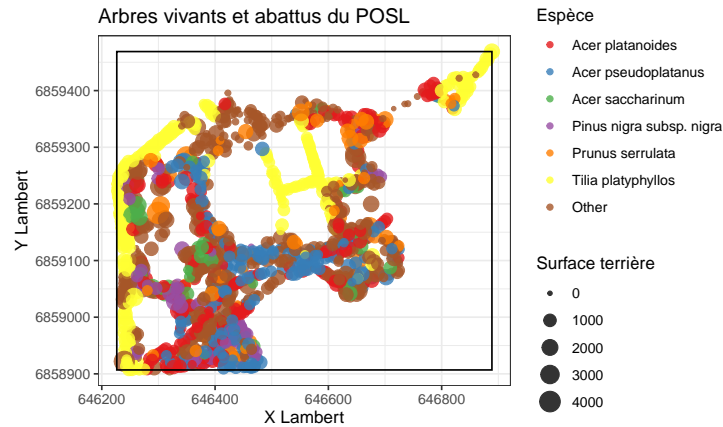 Arbres vivants et abattus du POSL
Espèce
Acer platanoides
Acer pseudoplatanus
Acer saccharinum
Pinus nigra subsp. nigra
Prunus serrulata
Tilia platyphyllos
Other
Surface terrière
0
1000
2000
3000
4000
Y Lambert
6859400
6859300
6859200
6859100
6859000
6858900
646200 646400 646600 646800
X Lambert